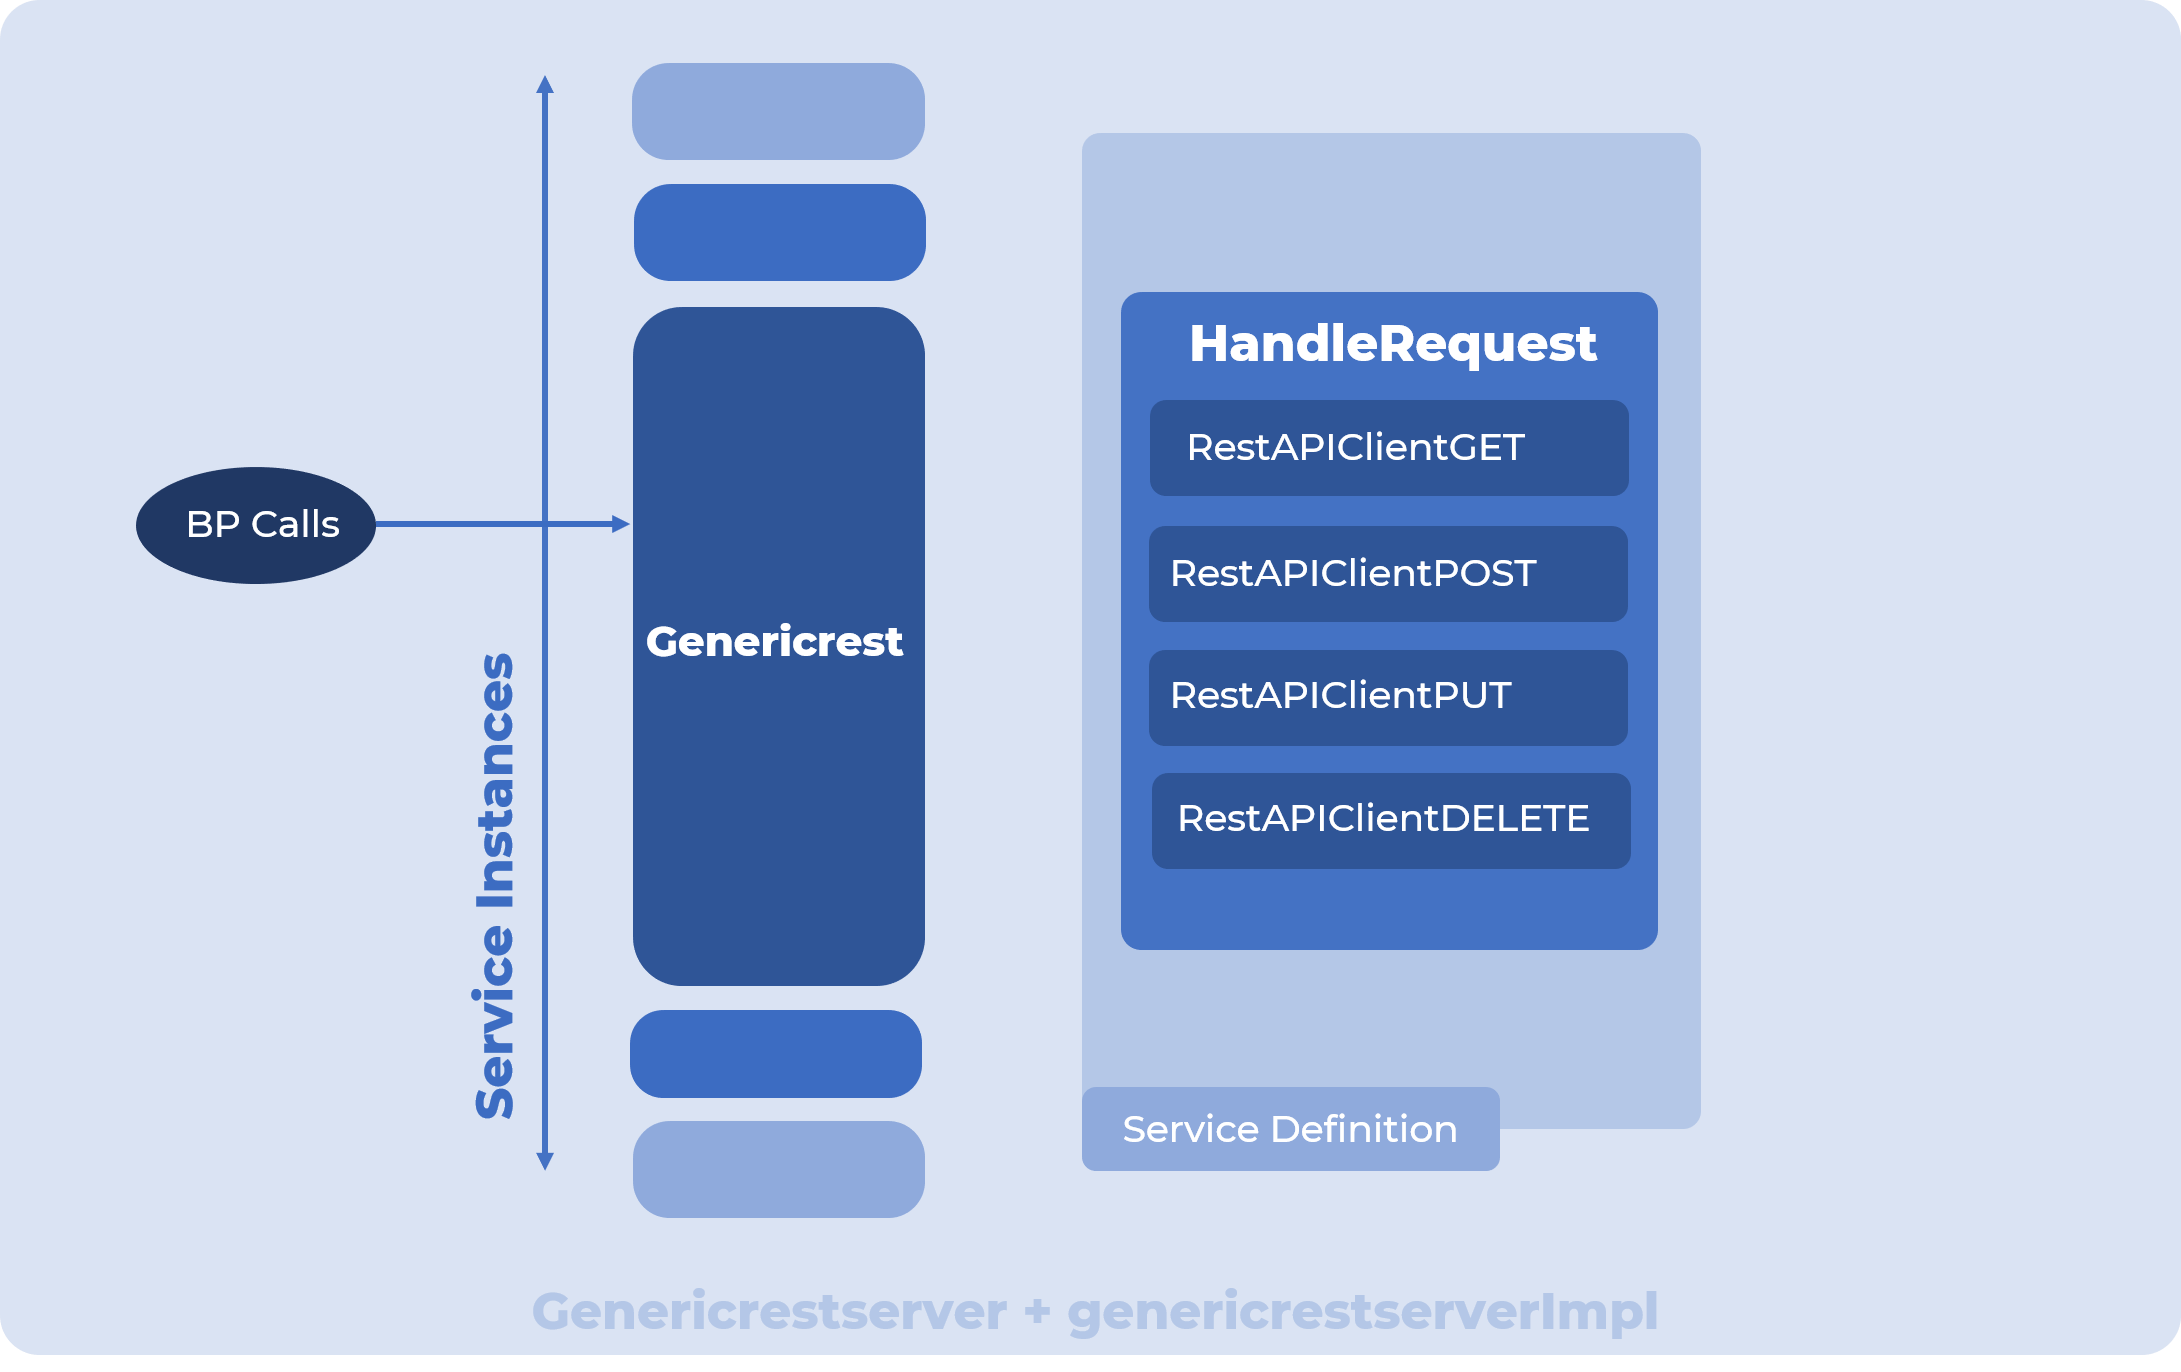 BP Calls
Service Instances
Genericrest
HandleRequest
RestAPIClientGET
RestAPIClientPOST
RestAPIClientPUT
RestAPIClientDELETE
Service Definition
Genericrestserver + genericrestserverImpl